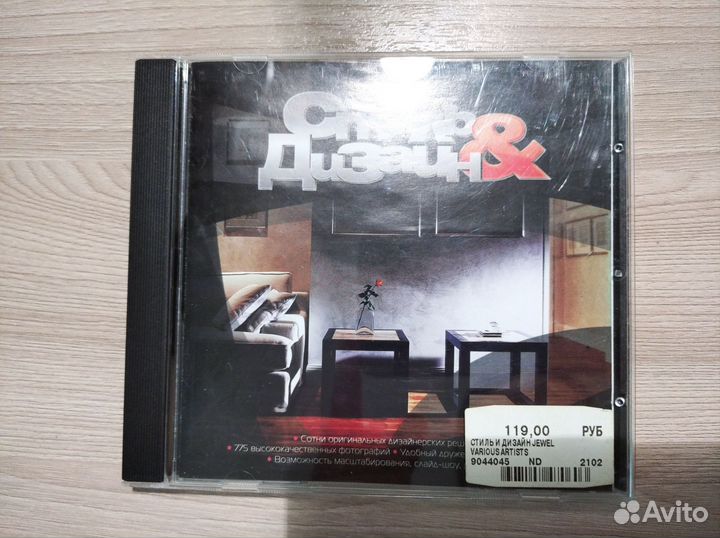 Стиль &
Дизайн
• Сотни оригинальных дизайнерских реш
• 775 высококачественных фотографий • Удобный друже
• Возможность масштабирования, слайд-шоу,
119,00 РУБ
СТИЛЬ И ДИЗАЙН JEWEL
VARIOUS ARTISTS
9044045 ND 2102
Avito